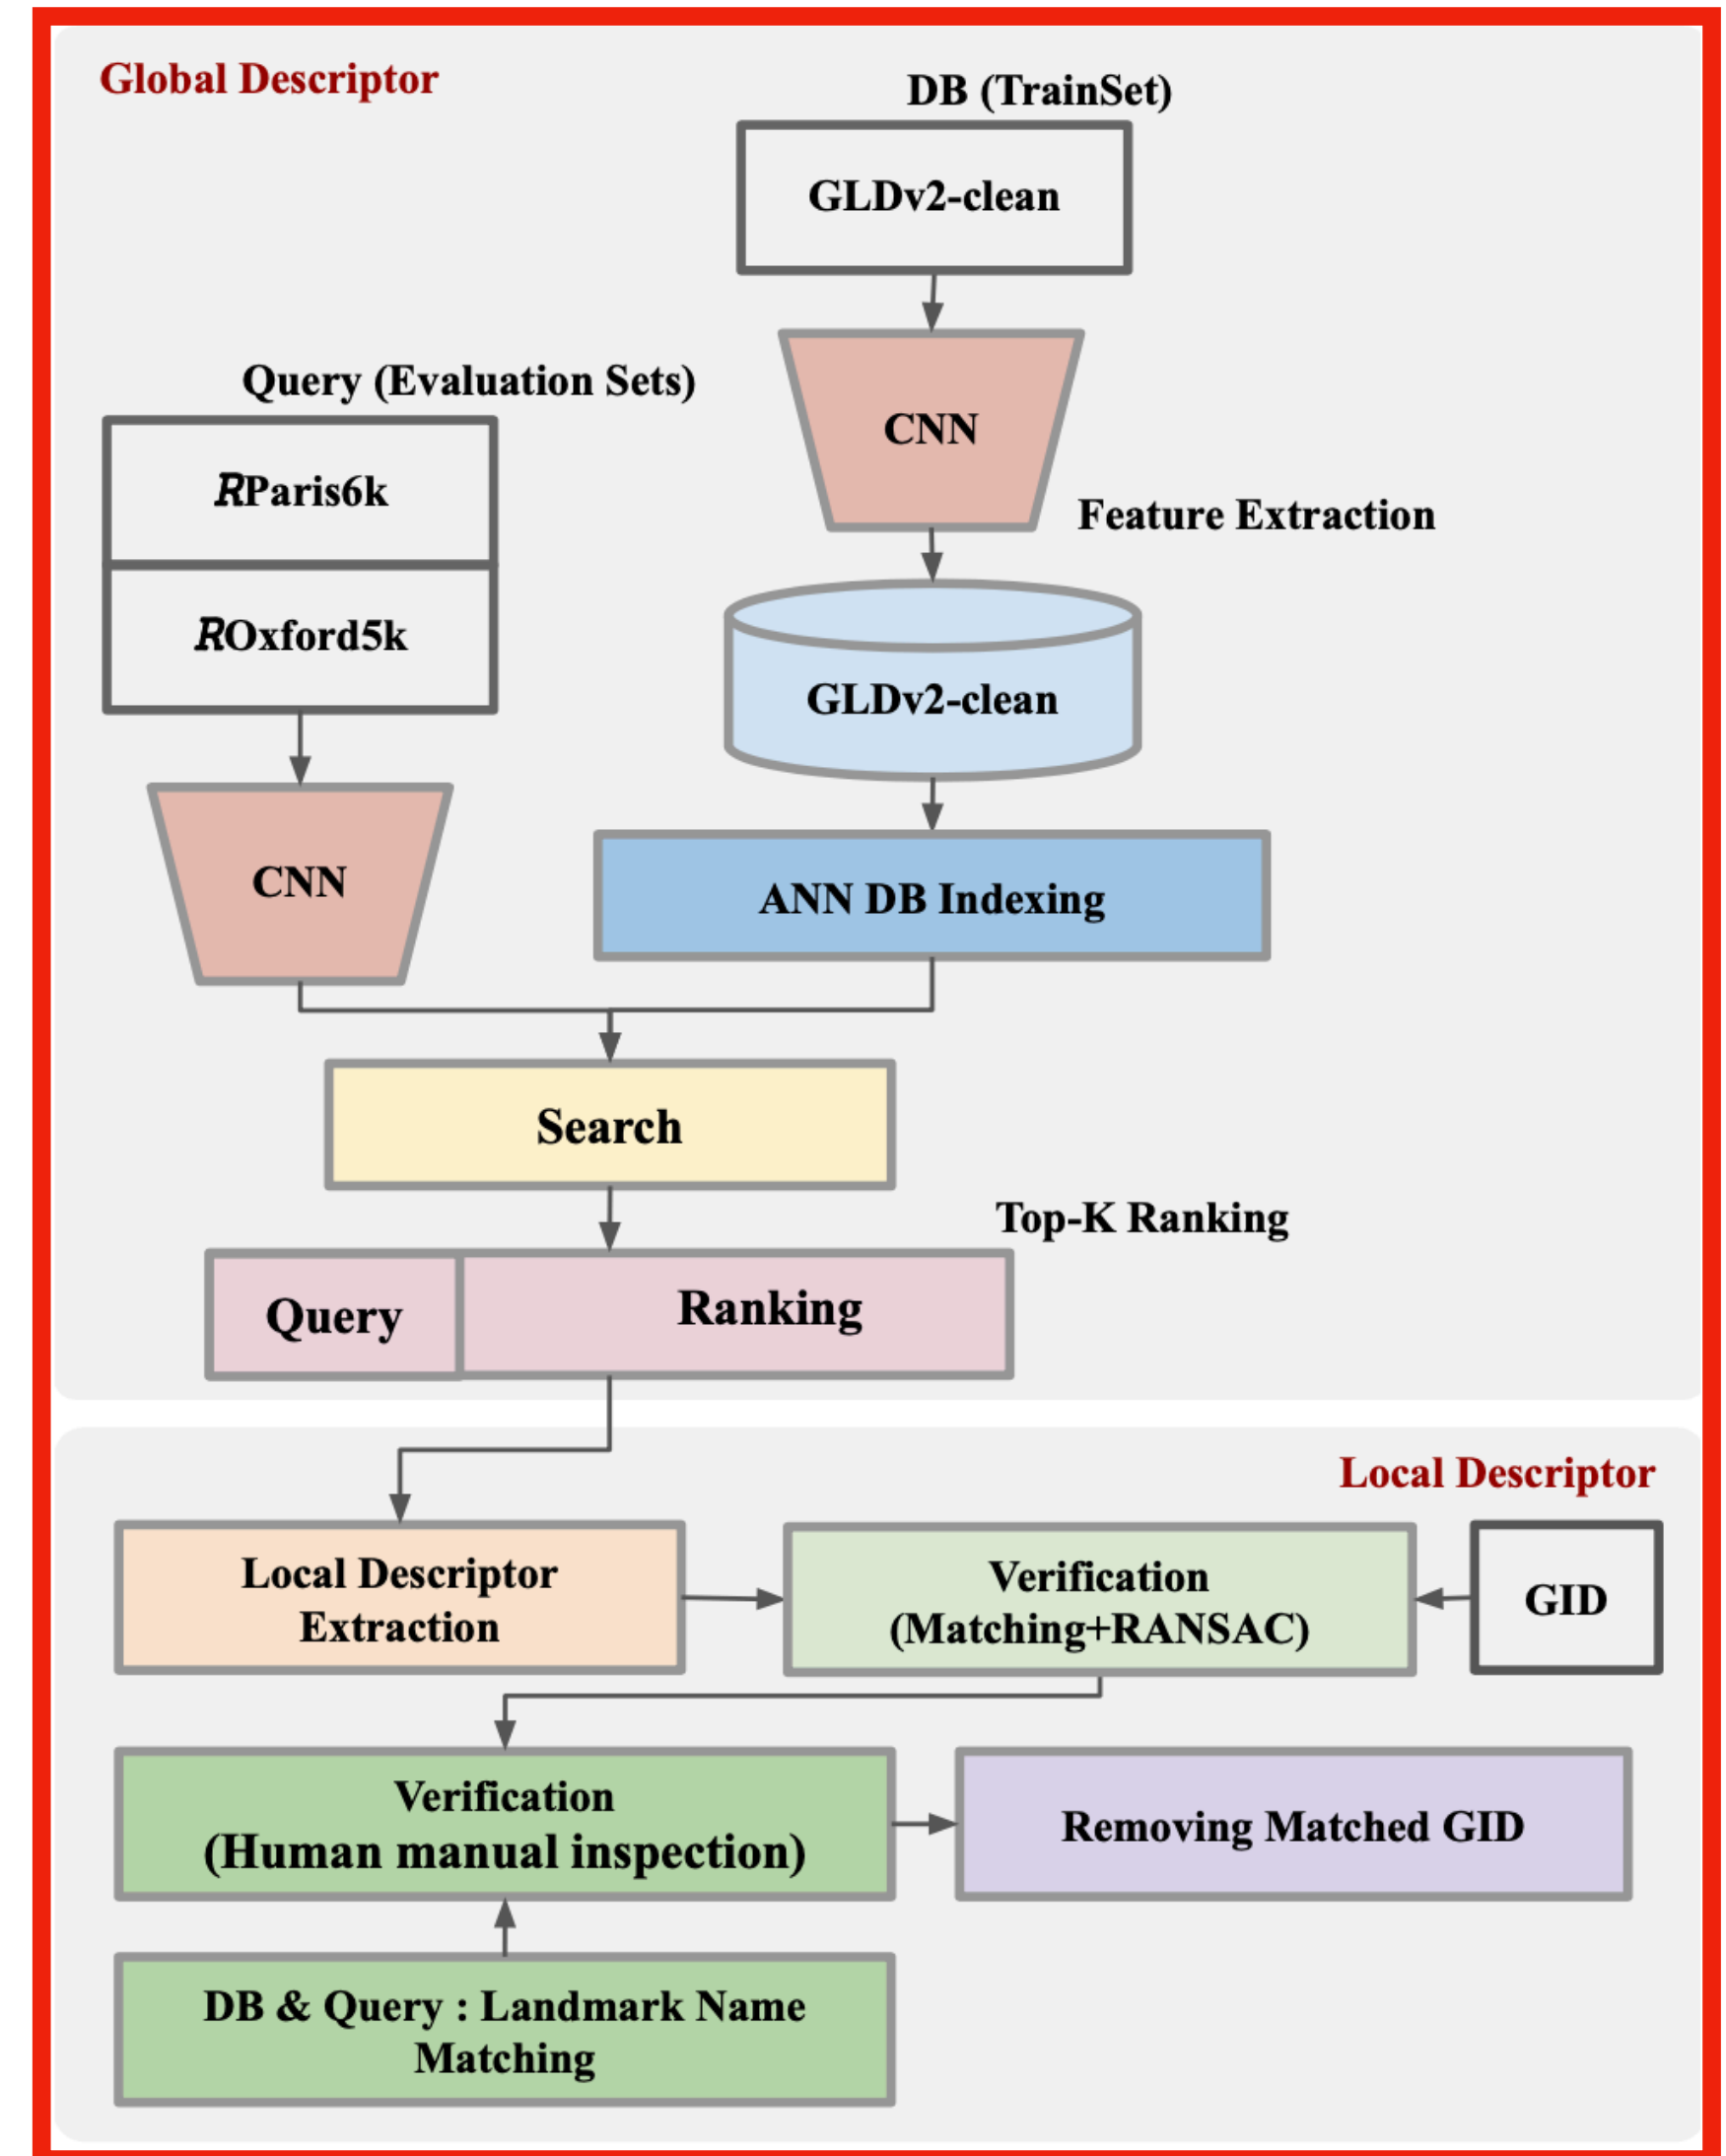 Global Descriptor
DB (TrainSet)
GLDv2-clean
CNN
Query (Evaluation Sets)
RParis6k
ROxford5k
Feature Extraction
GLDv2-clean
CNN
ANN DB Indexing
Search
Top-K Ranking
Query
Ranking
Local Descriptor
Local Descriptor
Extraction
Verification
(Matching+RANSAC)
GID
Verification
(Human manual inspection)
Removing Matched GID
DB & Query : Landmark Name
Matching